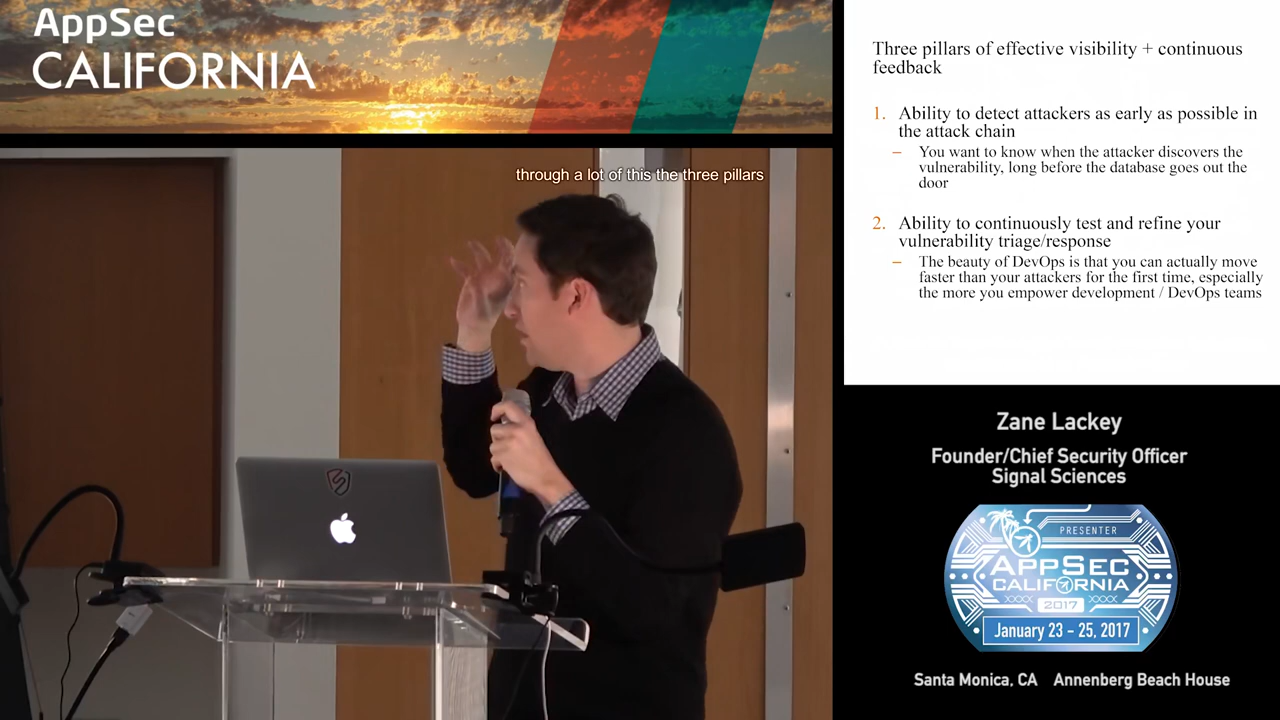 AppSec
CALIFORNIA
through a lot of this the three pillars
Three pillars of effective visibility + continuous
feedback
1. Ability to detect attackers as early as possible in
the attack chain
– You want to know when the attacker discovers the
vulnerability, long before the database goes out the
door
2. Ability to continuously test and refine your
vulnerability triage/response
– The beauty of DevOps is that you can actually move
faster than your attackers for the first time, especially
the more you empower development / DevOps teams
Zane Lackey
Founder/Chief Security Officer
Signal Sciences
PRESENTER
APPSEC
CALIFORNIA
2017
January 23 - 25, 2017
Santa Monica, CA Annenberg Beach House